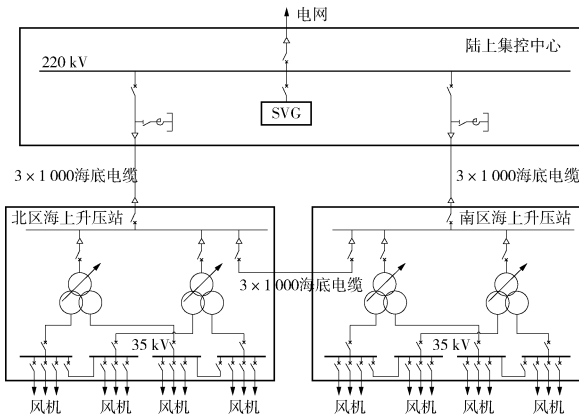 电网
陆上集控中心
220 kV
SVG
3×1 000海底电缆
3×1 000海底电缆
北区海上升压站
南区海上升压站
3×1 000海底电缆
35 kV
35 kV
风机
风机
风机
风机
风机
风机
风机
风机